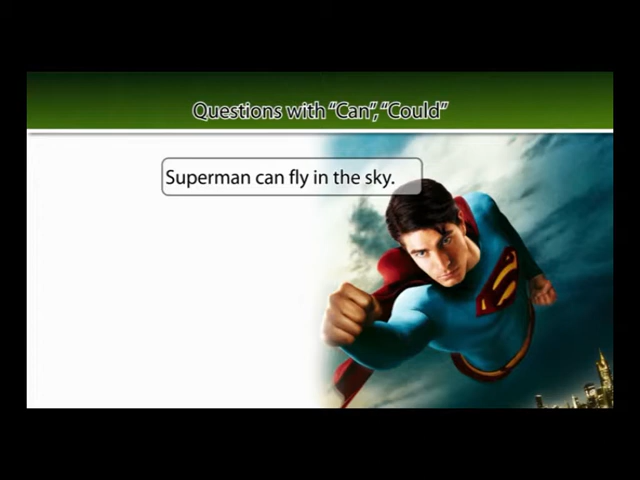 Questions with “Can”, “Could”
Superman can fly in the sky.